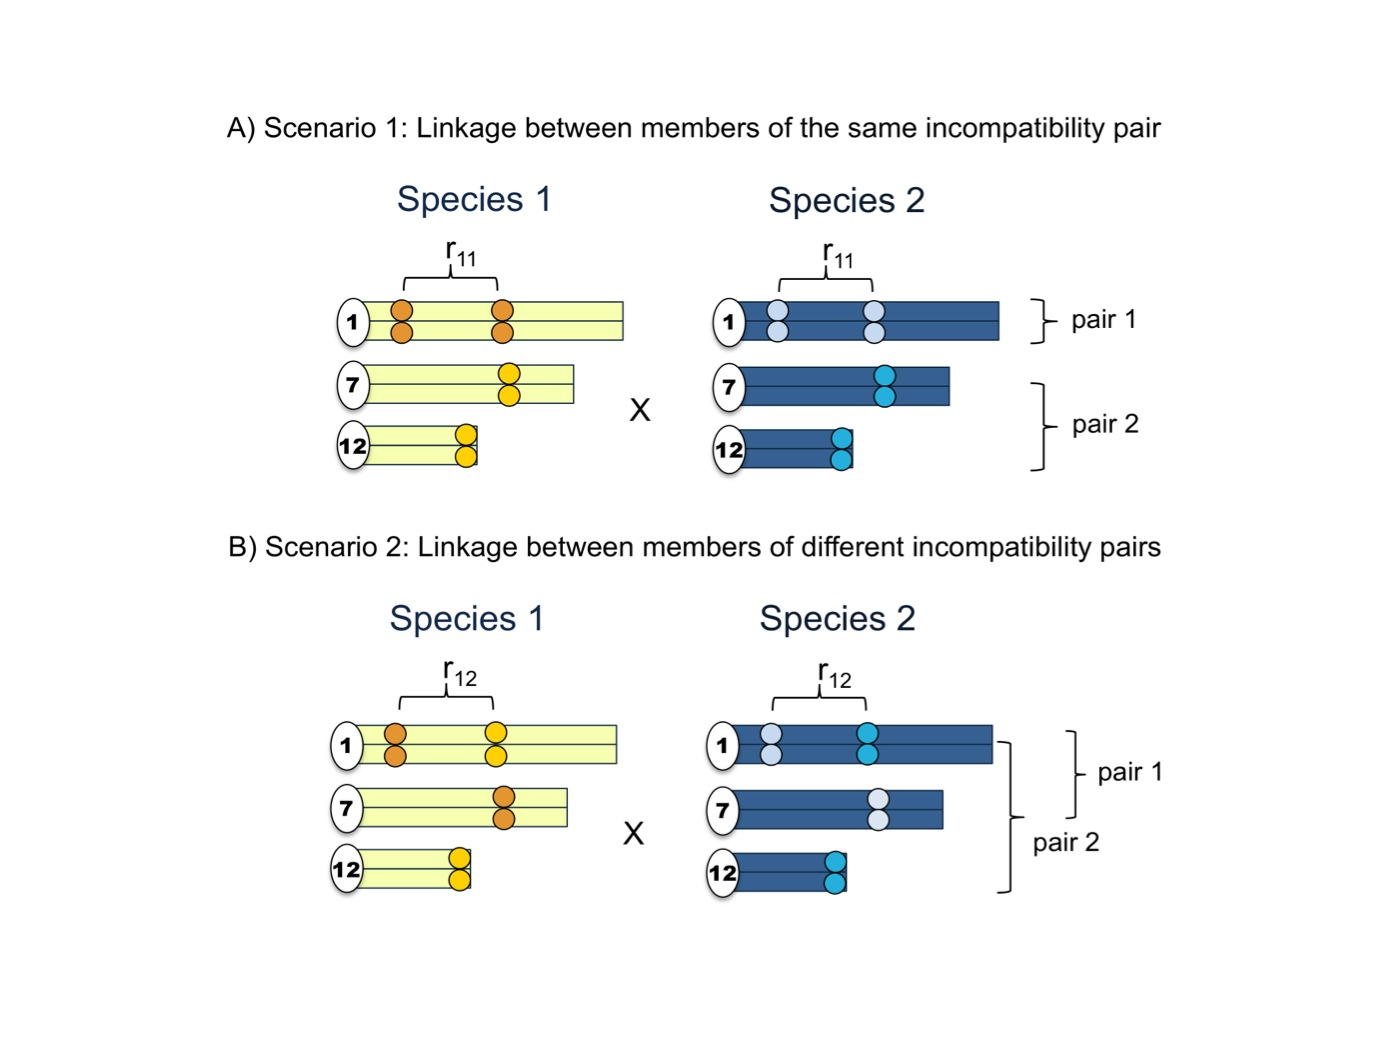 A) Scenario 1: Linkage between members of the same incompatibility pair
Species 1
Species 2
r11
r11
1
1
pair 1
7
7
X
pair 2
12
12
B) Scenario 2: Linkage between members of different incompatibility pairs
Species 1
Species 2
r12
r12
1
1
pair 1
7
7
X
pair 2
12
12